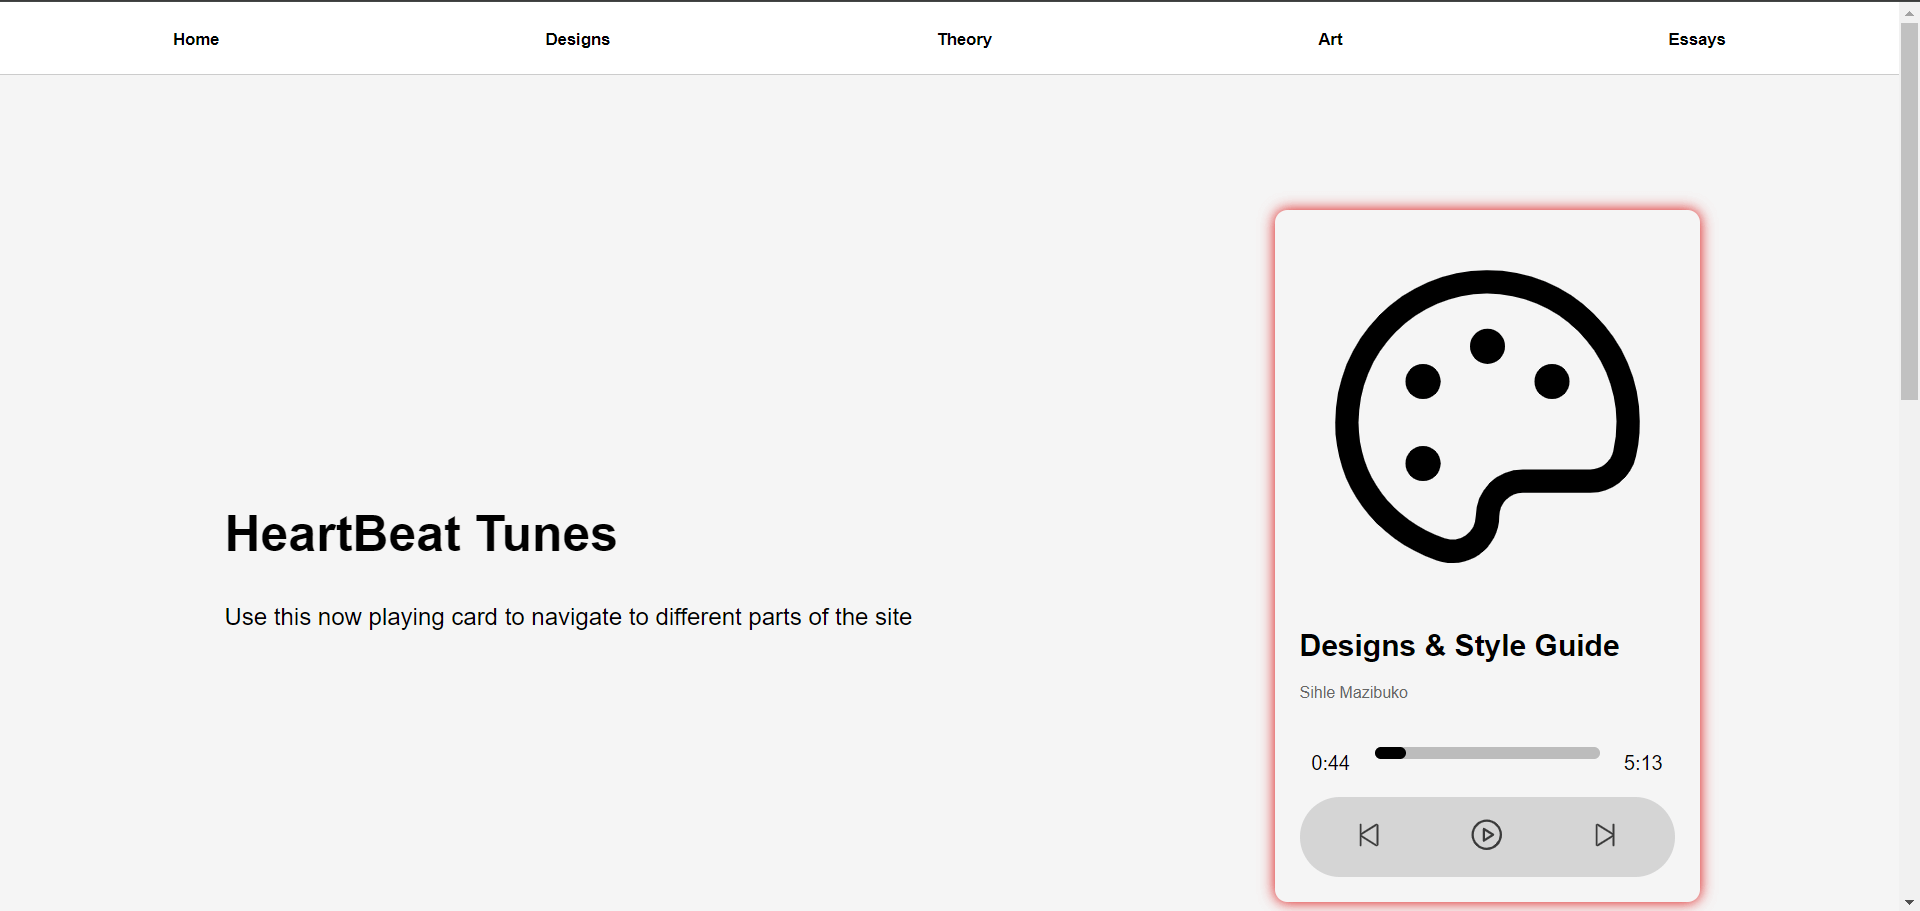 Home Designs Theory Art Essays
HeartBeat Tunes
Use this now playing card to navigate to different parts of the site
Designs & Style Guide
Sihle Mazibuko
0:44 5:13